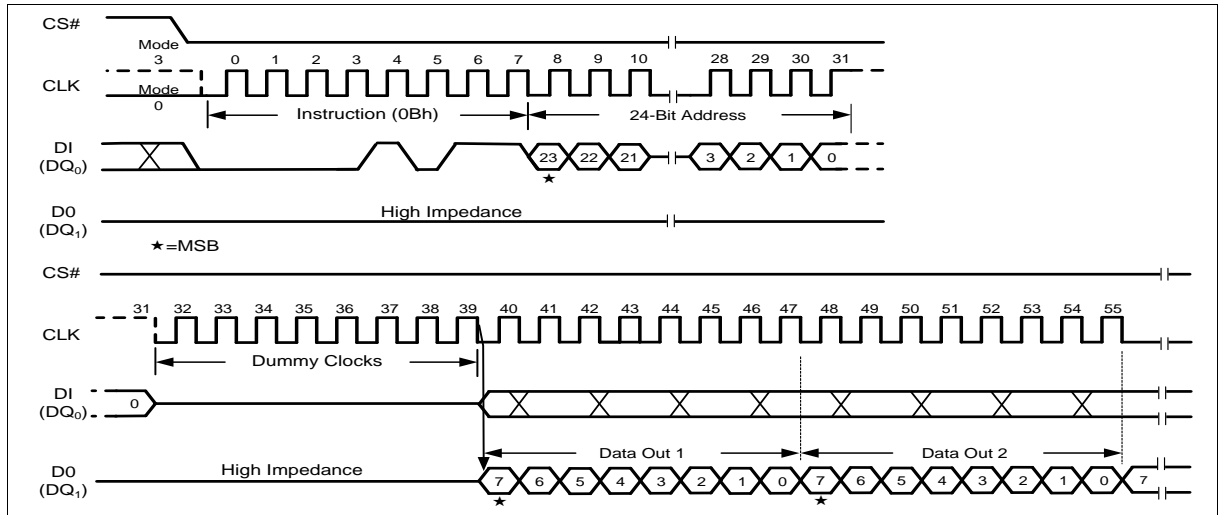 CS#
Mode 3
0 1 2 3 4 5 6 7 8 9 10 28 29 30 31
CLK
Mode 0
Instruction (0Bh)
24-Bit Address
DI
(DQ0)
23 22 21 3 2 1 0
★
D0
(DQ1)
High Impedance
★=MSB
CS#
31 32 33 34 35 36 37 38 39 40 41 42 43 44 45 46 47 48 49 50 51 52 53 54 55
CLK
Dummy Clocks
DI
(DQ0)
0
Data Out 1
Data Out 2
D0
(DQ1)
High Impedance
7 6 5 4 3 2 1 0 7 6 5 4 3 2 1 0 7
★ ★